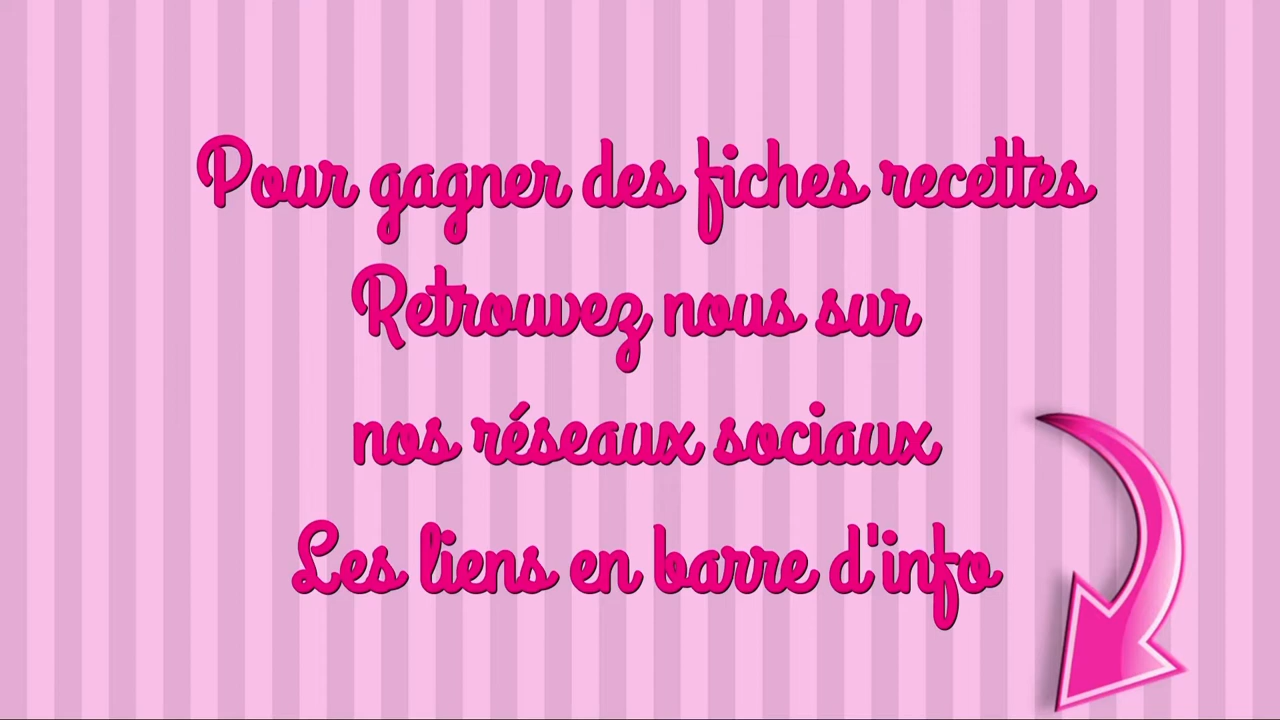 Pour gagner des fiches recettes
Retrouvez nous sur
nos réseaux sociaux
Les liens en barre d'info